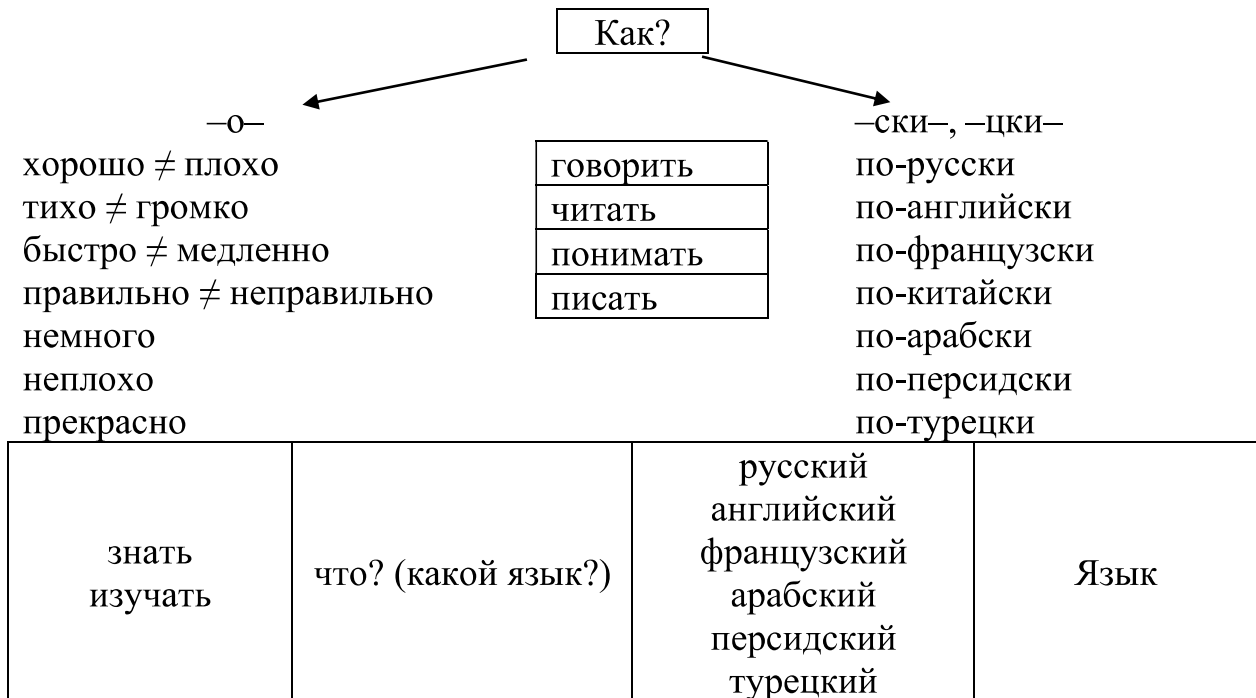 Как?
–о–
хорошо ≠ плохо
тихо ≠ громко
быстро ≠ медленно
правильно ≠ неправильно
немного
неплохо
прекрасно
говорить
читать
понимать
писать
–ски–, –цки–
по-русски
по-английски
по-французски
по-китайски
по-арабски
по-персидски
по-турецки
знать
изучать
что? (какой язык?)
русский
английский
французский
арабский
персидский
турецкий
Язык